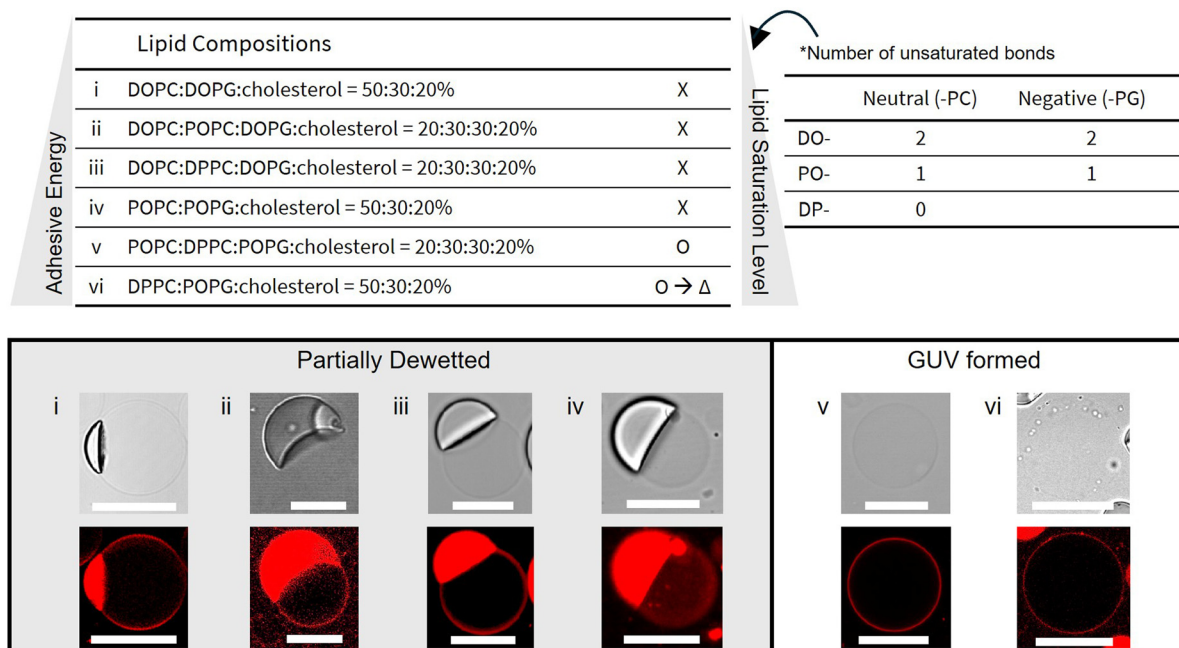 Lipid Compositions
i DOPC:DOPG:cholesterol = 50:30:20% X
ii DOPC:POPC:DOPG:cholesterol = 20:30:30:20% X
iii DOPC:DPPC:DOPG:cholesterol = 20:30:30:20% X
iv POPC:POPG:cholesterol = 50:30:20% X
v POPC:DPPC:POPG:cholesterol = 20:30:30:20% O
vi DPPC:POPG:cholesterol = 50:30:20% O → Δ
Adhesive Energy
Lipid Saturation Level
*Number of unsaturated bonds
Neutral (-PC) Negative (-PG)
DO- 2 2
PO- 1 1
DP- 0
Partially Dewetted
i ii iii iv
GUV formed
v vi